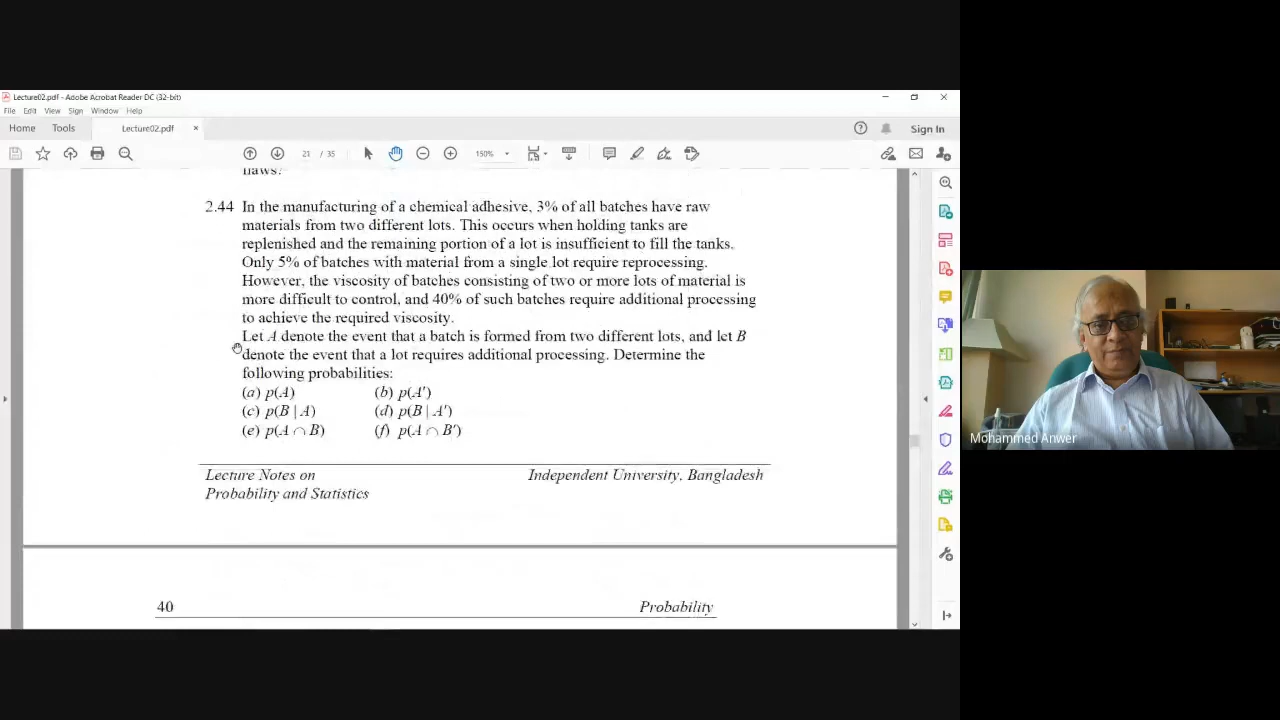 Lecture02.pdf - Adobe Acrobat Reader DC (32-bit)
File Edit View Sign Window Help
Home Tools Lecture02.pdf × Sign In
21 / 35 150%
flaws?
2.44 In the manufacturing of a chemical adhesive, 3% of all batches have raw
materials from two different lots. This occurs when holding tanks are
replenished and the remaining portion of a lot is insufficient to fill the tanks.
Only 5% of batches with material from a single lot require reprocessing.
However, the viscosity of batches consisting of two or more lots of material is
more difficult to control, and 40% of such batches require additional processing
to achieve the required viscosity.
Let A denote the event that a batch is formed from two different lots, and let B
denote the event that a lot requires additional processing. Determine the
following probabilities:
(a) p(A) (b) p(A′)
(c) p(B | A) (d) p(B | A′)
(e) p(A ∩ B) (f) p(A ∩ B′)
Lecture Notes on Independent University, Bangladesh
Probability and Statistics
40 Probability
Mohammed Anwer